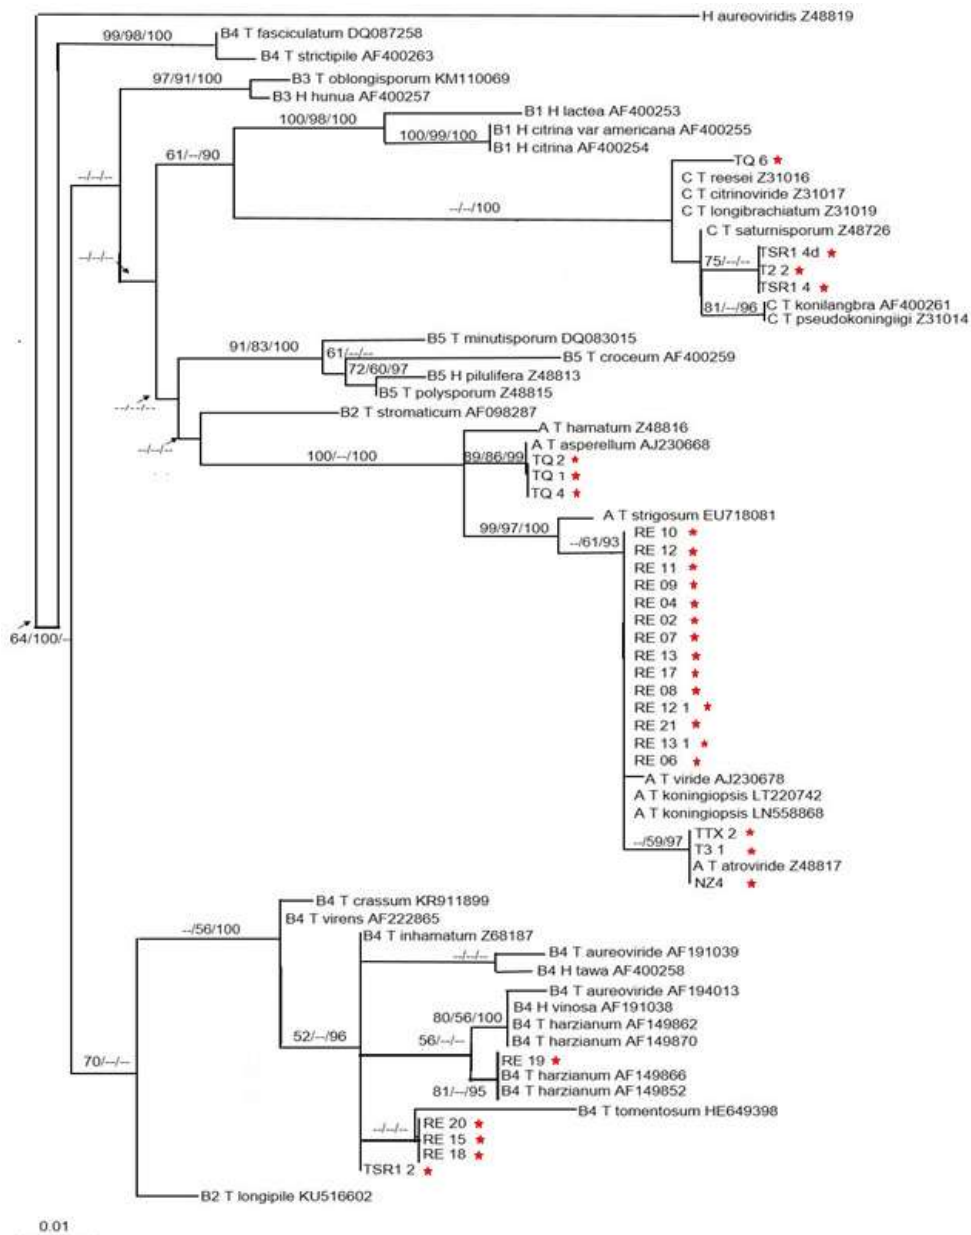 H aureoviridis Z48819
99/98/100
B4 T fasciculatum DQ087258
B4 T strictipile AF400263
97/91/100
B3 T oblongisporum KM110069
B3 H hunua AF400257
100/98/100
B1 H lactea AF400253
100/99/100
B1 H citrina var americana AF400255
B1 H citrina AF400254
61/--/90
TQ 6
--/--/--
C T reesei Z31016
C T citrinoviride Z31017
--/--/100
C T longibrachiatum Z31019
C T saturnisporum Z48726
--/--/--
TSR1 4d
75/--/--
T2 2
TSR1 4
81/--/96
C T konilangbra AF400261
C T pseudokoningiigi Z31014
91/83/100
B5 T minutisporum DQ083015
61/--/--
B5 T croceum AF400259
72/60/97
B5 H pilulifera Z48813
B5 T polysporum Z48815
--/--/--
B2 T stromaticum AF098287
--/--/--
A T hamatum Z48816
100/--/100
A T asperellum AJ230668
89/86/99
TQ 2
TQ 1
TQ 4
A T strigosum EU718081
99/97/100
RE 10
--/61/93
RE 12
RE 11
RE 09
RE 04
RE 02
RE 07
64/100/--
RE 13
RE 17
RE 08
RE 12 1
RE 21
RE 13 1
RE 06
A T viride AJ230678
A T koningiopsis LT220742
A T koningiopsis LN558868
TTX 2
--/59/97
T3 1
A T atroviride Z48817
NZ4
B4 T crassum KR911899
--/56/100
B4 T virens AF222865
B4 T inhamatum Z68187
--/--/--
B4 T aureoviride AF191039
B4 H tawa AF400258
B4 T aureoviride AF194013
B4 H vinosa AF191038
80/56/100
B4 T harzianum AF149862
52/--/96
56/--/--
B4 T harzianum AF149870
70/--/--
RE 19
B4 T harzianum AF149866
81/--/95
B4 T harzianum AF149852
B4 T tomentosum HE649398
--/--/--
RE 20
RE 15
RE 18
TSR1 2
B2 T longipile KU516602
0.01